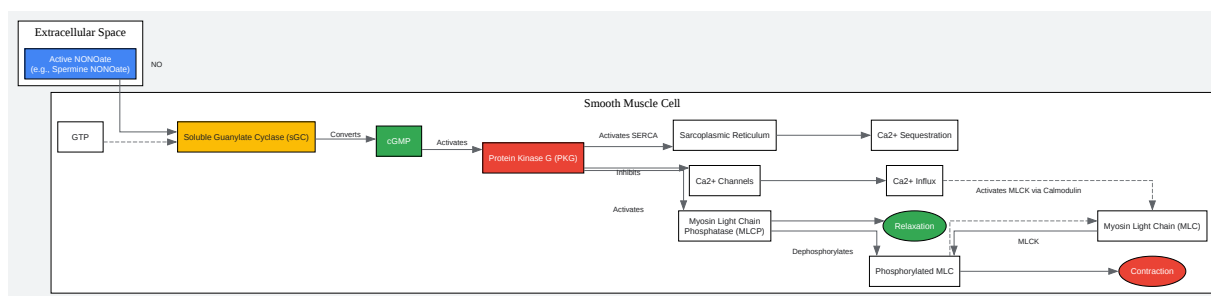 Extracellular Space
Active NONOate
(e.g., Spermine NONOate)
NO
Smooth Muscle Cell
GTP
Soluble Guanylate Cyclase (sGC)
Converts
cGMP
Activates
Protein Kinase G (PKG)
Activates SERCA
Sarcoplasmic Reticulum
Ca2+ Sequestration
Inhibits
Ca2+ Channels
Ca2+ Influx
Activates MLCK via Calmodulin
Activates
Myosin Light Chain
Phosphatase (MLCP)
Relaxation
Myosin Light Chain (MLC)
Dephosphorylates
MLCK
Phosphorylated MLC
Contraction